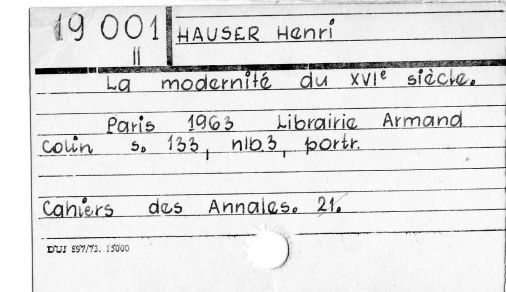 19 001 HAUSER Henri
II
La modernité du XVIe siècle.
Paris 1963 Librairie Armand
Colin s. 133, nlb.3, portr.
Cahiers des Annales. 21.
DUJ 897/73. 15000